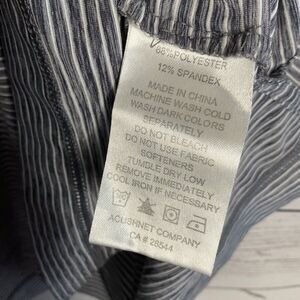 88% POLYESTER
12% SPANDEX
MADE IN CHINA
MACHINE WASH COLD
WASH DARK COLORS
SEPARATELY
DO NOT BLEACH
DO NOT USE FABRIC
SOFTENERS
TUMBLE DRY LOW
REMOVE IMMEDIATELY
COOL IRON IF NECESSARY
ACUSHNET COMPANY
CA # 28544